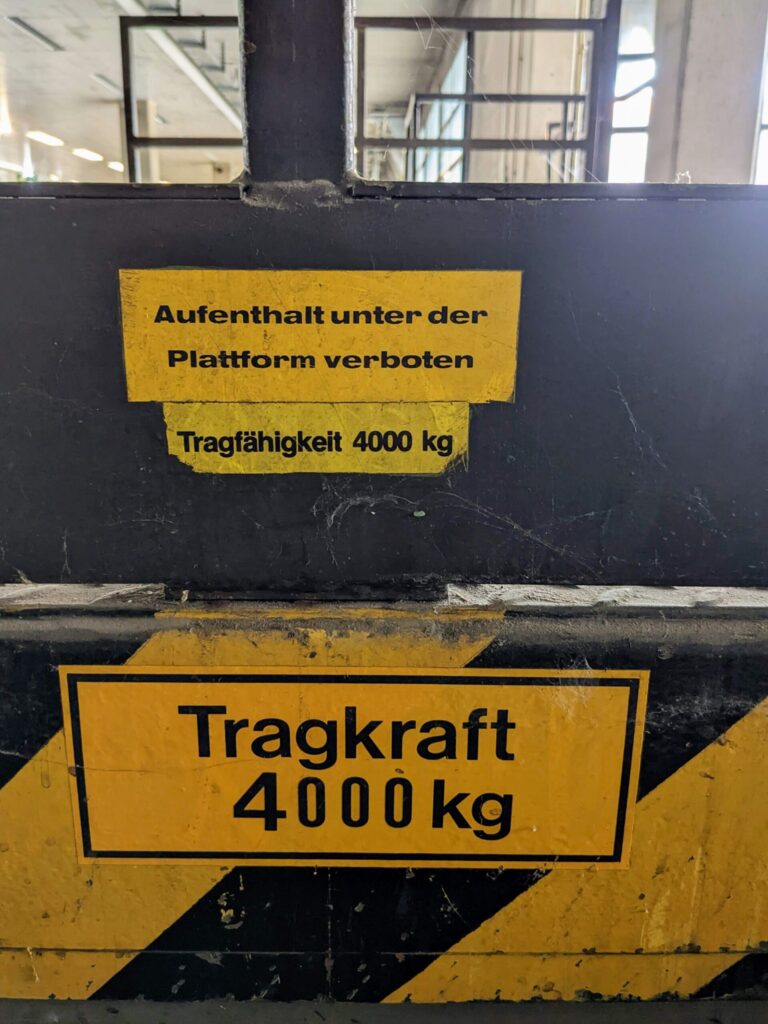 Aufenthalt unter der
Plattform verboten
Tragfähigkeit 4000 kg
Tragkraft
4000 kg